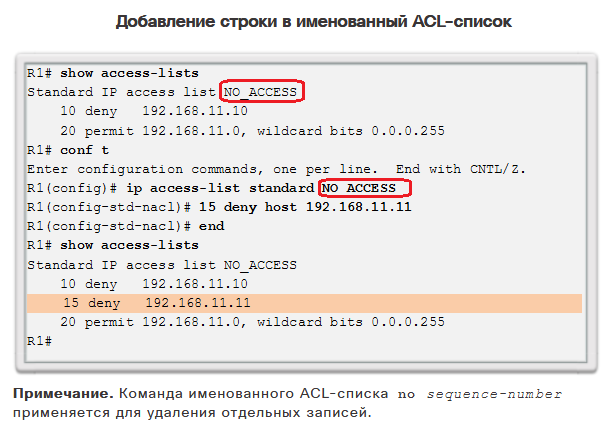 Добавление строки в именованный ACL-список
R1# show access-lists
Standard IP access list NO_ACCESS
10 deny 192.168.11.10
20 permit 192.168.11.0, wildcard bits 0.0.0.255
R1# conf t
Enter configuration commands, one per line. End with CNTL/Z.
R1(config)# ip access-list standard NO_ACCESS
R1(config-std-nacl)# 15 deny host 192.168.11.11
R1(config-std-nacl)# end
R1# show access-lists
Standard IP access list NO_ACCESS
10 deny 192.168.11.10
15 deny 192.168.11.11
20 permit 192.168.11.0, wildcard bits 0.0.0.255
R1#
Примечание. Команда именованного ACL-списка no sequence-number
применяется для удаления отдельных записей.